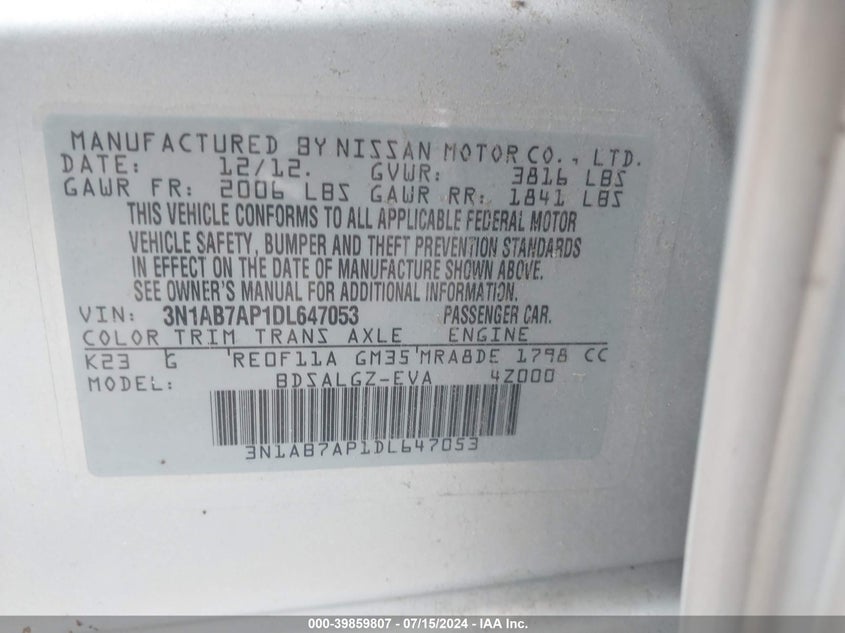 MANUFACTURED BY NISSAN MOTOR CO., LTD.
DATE: 12/12. GVWR: 3816 LBS
GAWR FR: 2006 LBS GAWR RR: 1841 LBS
THIS VEHICLE CONFORMS TO ALL APPLICABLE FEDERAL MOTOR
VEHICLE SAFETY, BUMPER AND THEFT PREVENTION STANDARDS
IN EFFECT ON THE DATE OF MANUFACTURE SHOWN ABOVE.
SEE OWNER'S MANUAL FOR ADDITIONAL INFORMATION.
VIN: 3N1AB7AP1DL647053 PASSENGER CAR.
COLOR TRIM TRANS AXLE ENGINE
K23 G RE0F11A GM35 MRA8DE 1798 CC
MODEL: BDSALGZ-EVA 4Z000
3N1AB7AP1DL647053
000-39859807 - 07/15/2024 - IAA Inc.